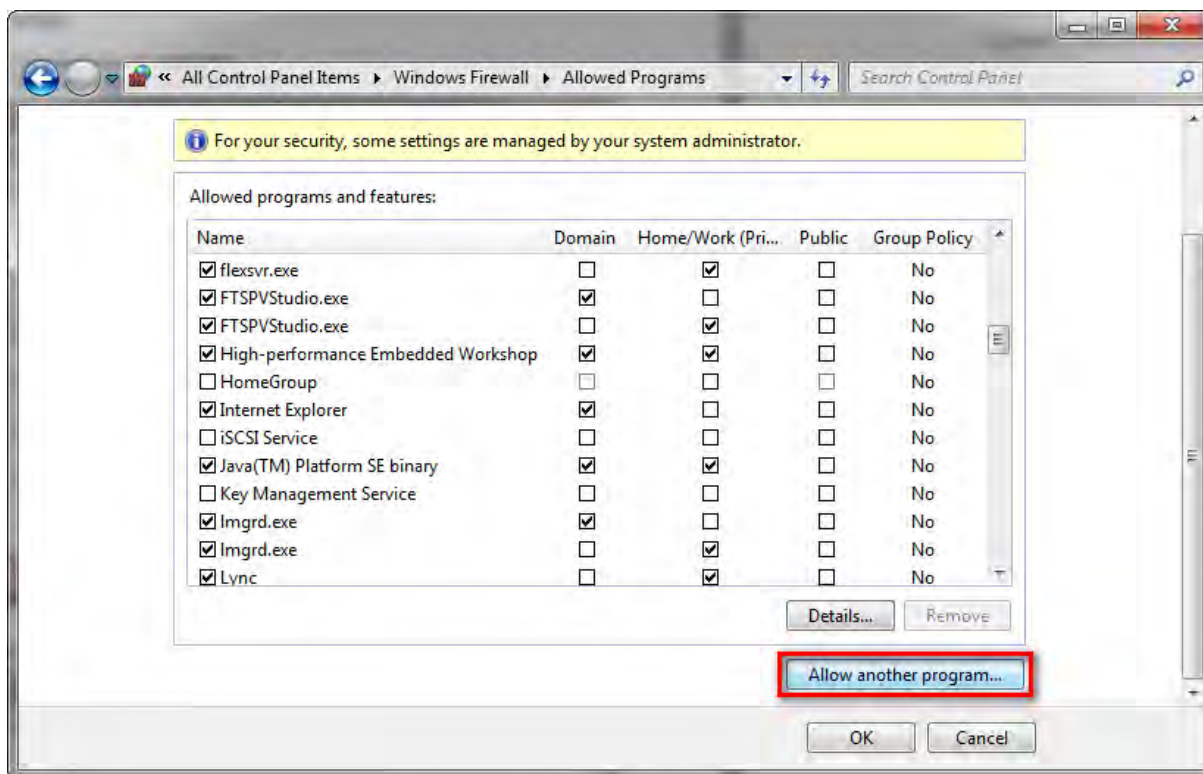 « All Control Panel Items ▸ Windows Firewall ▸ Allowed Programs
Search Control Panel
For your security, some settings are managed by your system administrator.
Allowed programs and features:
Name Domain Home/Work (Pri... Public Group Policy
flexsvr.exe No
FTSPVStudio.exe No
FTSPVStudio.exe No
High-performance Embedded Workshop No
HomeGroup No
Internet Explorer No
iSCSI Service No
Java(TM) Platform SE binary No
Key Management Service No
lmgrd.exe No
lmgrd.exe No
Lync No
Details... Remove
Allow another program...
OK Cancel